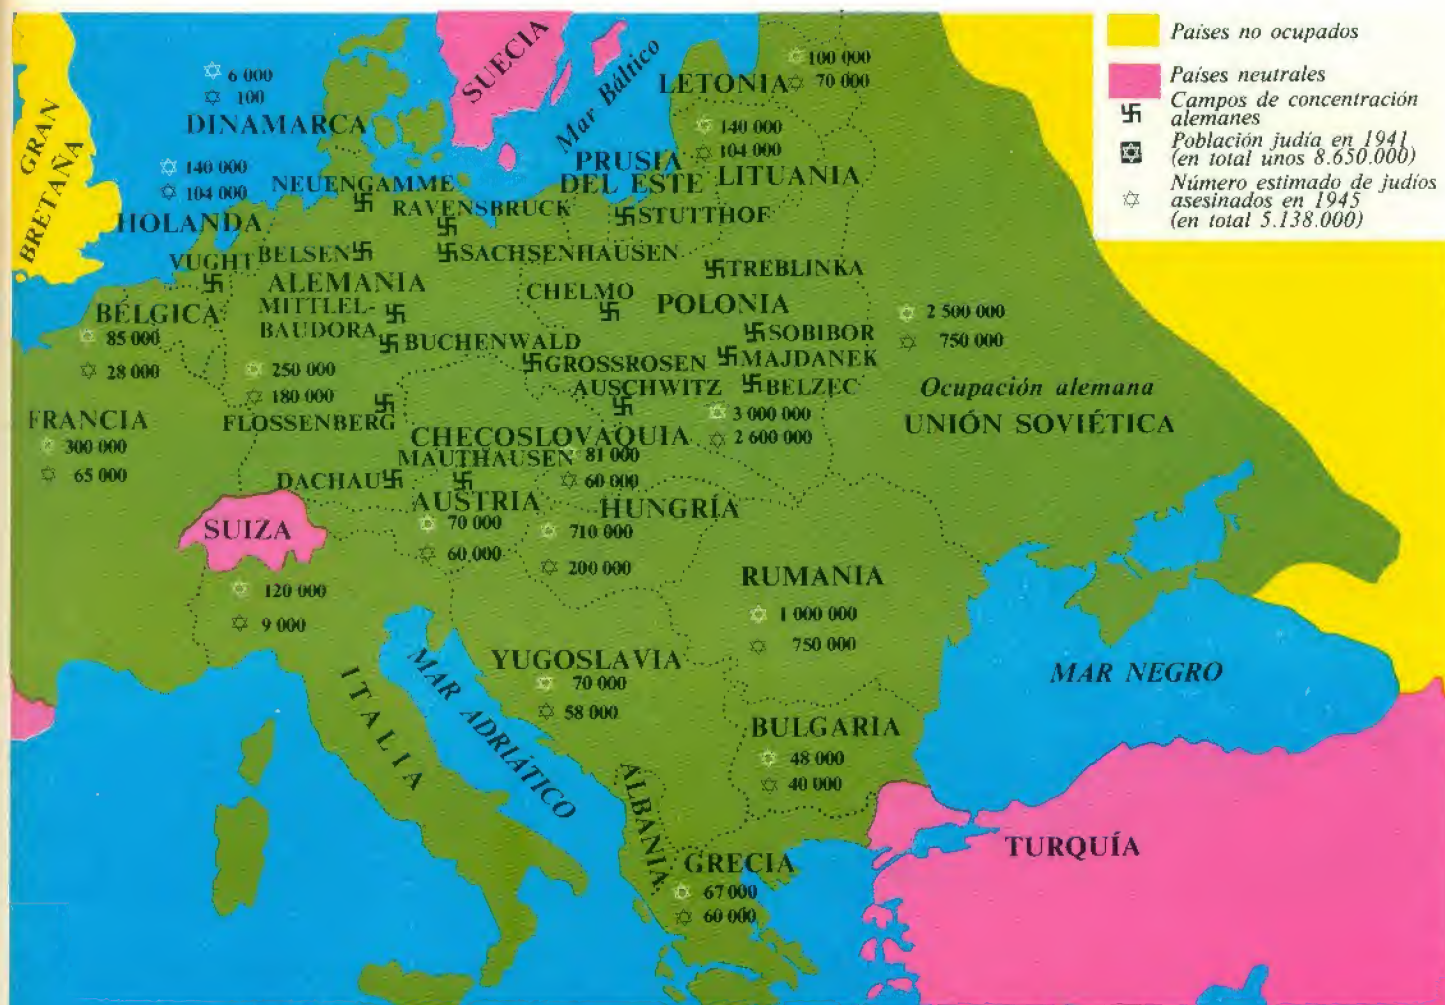 Países no ocupados
Países neutrales
Campos de concentración
alemanes
Población judía en 1941
(en total unos 8.650.000)
Número estimado de judíos
asesinados en 1945
(en total 5.138.000)
GRAN
BRETAÑA
SUECIA
Mar Báltico
6 000
100
DINAMARCA
100 000
LETONIA
70 000
140 000
104 000
PRUSIA
DEL ESTE
LITUANIA
140 000
104 000
HOLANDA
NEUENGAMME
RAVENSBRUCK
STUTTHOF
VUGHT
BELSEN
SACHSENHAUSEN
TREBLINKA
ALEMANIA
CHELMO
POLONIA
BÉLGICA
85 000
28 000
MITTLEL-
BAUDORA
BUCHENWALD
SOBIBOR
MAJDANEK
GROSSROSEN
AUSCHWITZ
BELZEC
2 500 000
750 000
Ocupación alemana
UNIÓN SOVIÉTICA
250 000
180 000
FLOSSENBERG
3 000 000
2 600 000
FRANCIA
300 000
65 000
CHECOSLOVAQUIA
81 000
60 000
MAUTHAUSEN
DACHAU
AUSTRIA
70 000
60.000
HUNGRÍA
710 000
200 000
SUIZA
120 000
9 000
ITALIA
RUMANIA
1 000 000
750 000
MAR ADRIÁTICO
YUGOSLAVIA
70 000
58 000
MAR NEGRO
BULGARIA
48 000
40 000
ALBANIA
GRECIA
67 000
60 000
TURQUÍA